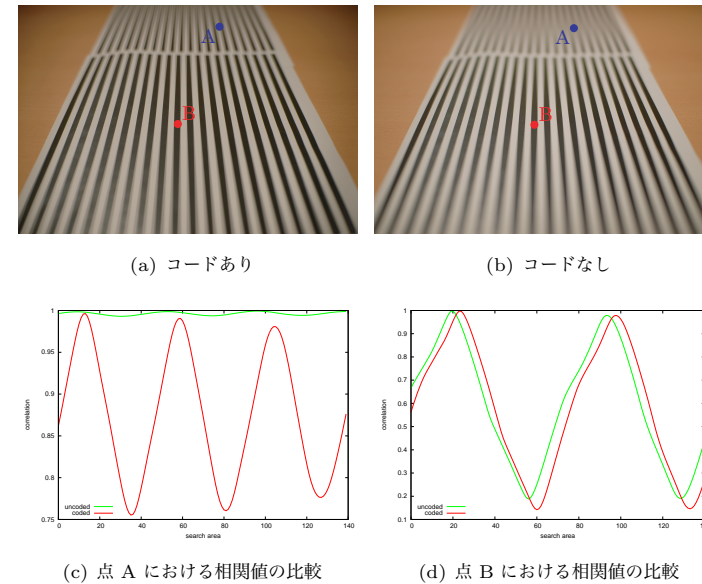 A
B
A
B
(a) コードあり
(b) コードなし
1
0.95
0.9
0.85
0.8
0.75
correlation
0 20 40 60 80 100 120 140
search area
uncoded
coded
1
0.9
0.8
0.7
0.6
0.5
0.4
0.3
0.2
0.1
correlation
0 20 40 60 80 100 120
search area
uncoded
coded
(c) 点 A における相関値の比較
(d) 点 B における相関値の比較